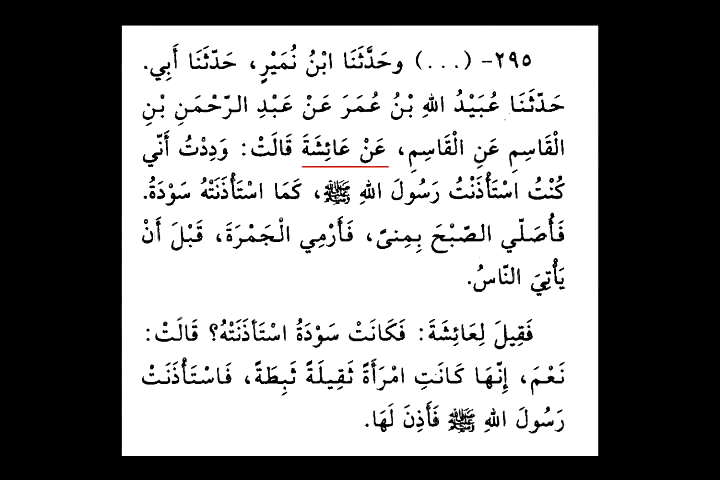 ٢٩٥- (...) وحَدَّثَنَا ابْنُ نُمَيْرٍ، حَدّثَنَا أَبِي.
حَدّثَنَا عُبَيْدُ اللهِ بْنُ عُمَرَ عَنْ عَبْدِ الرّحْمَنِ بْنِ
الْقَاسِمِ عَنِ الْقَاسِمِ، عَنْ عَائِشَةَ قَالَتْ: وَدِدْتُ أَنّي
كُنْتُ اسْتَأْذَنْتُ رَسُولَ اللهِ ﷺ، كَمَا اسْتَأْذَنَتْهُ سَوْدَةُ.
فَأُصَلّي الصّبْحَ بِمِنىً، فَأَرْمِي الْجَمْرَةَ، قَبْلَ أَنْ
يَأْتِيَ النّاسُ.
فَقِيلَ لِعَائِشَةَ: فَكَانَتْ سَوْدَةُ اسْتَأذَنَتْهُ؟ قَالَتْ:
نَعَمْ، إِنّهَا كَانَتِ امْرَأَةً ثَقِيلَةً ثَبِطَةً، فَاسْتَأْذَنَتْ
رَسُولَ اللهِ ﷺ فَأَذِنَ لَهَا.